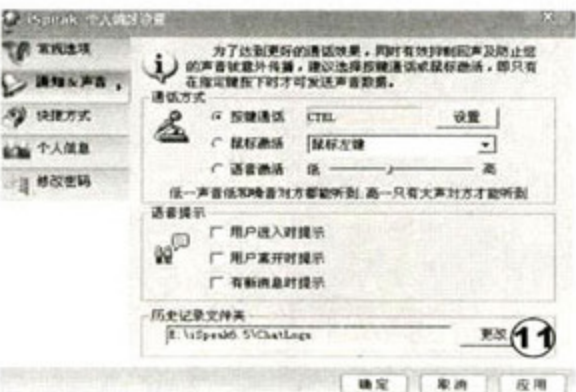 iSpeak 个人偏好设置
常规选项
通知&声音
快捷方式
个人信息
修改密码
为了达到更好的通话效果，同时有效抑制回声及防止您
的声音被意外传播，建议选择按键通话或鼠标激活，即只有
在指定键按下时才可发送声音数据。
通话方式
按键通话 CTRL 设置
鼠标激活 鼠标左键
语音激活 低 高
低—声音低和噪音对方都能听到.高—只有大声对方才能听到
语音提示
用户进入时提示
用户离开时提示
有新消息时提示
历史记录文件夹
E:\iSpeak6.5\ChatLogs 更改 11
确定 取消 应用